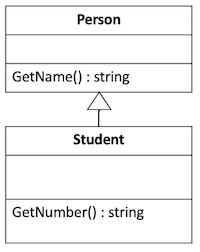 Person
GetName() : string
Student
GetNumber() : string